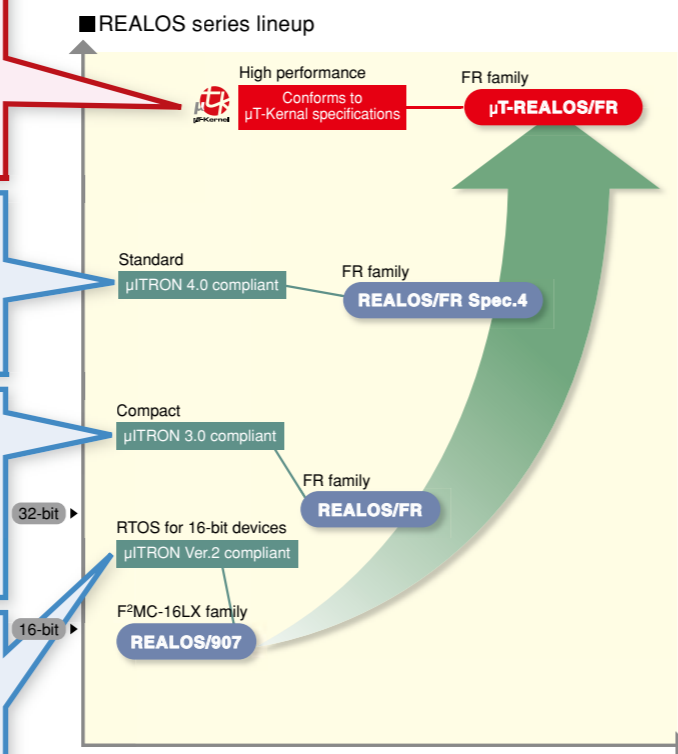 ■REALOS series lineup
High performance
FR family
µT-Kernel
Conforms to
µT-Kernal specifications
µT-REALOS/FR
Standard
µITRON 4.0 compliant
FR family
REALOS/FR Spec.4
Compact
µITRON 3.0 compliant
FR family
REALOS/FR
32-bit
RTOS for 16-bit devices
µITRON Ver.2 compliant
F²MC-16LX family
16-bit
REALOS/907